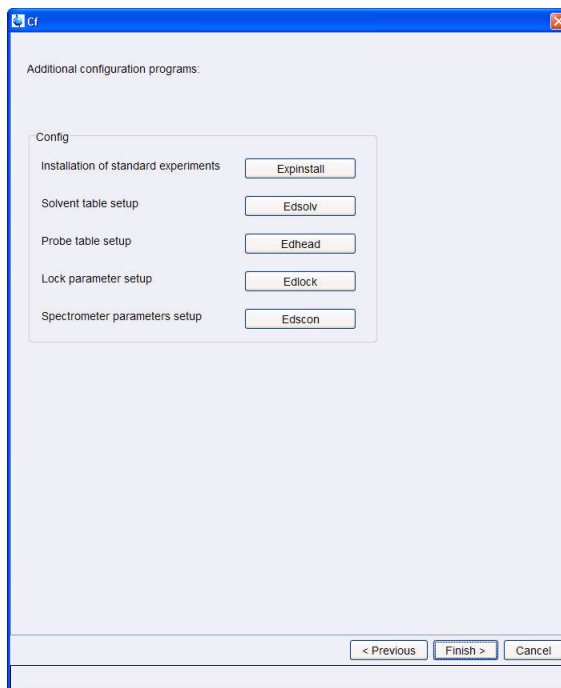 Cf
Additional configuration programs:
Config
Installation of standard experiments Expinstall
Solvent table setup Edsolv
Probe table setup Edhead
Lock parameter setup Edlock
Spectrometer parameters setup Edscon
< Previous Finish > Cancel